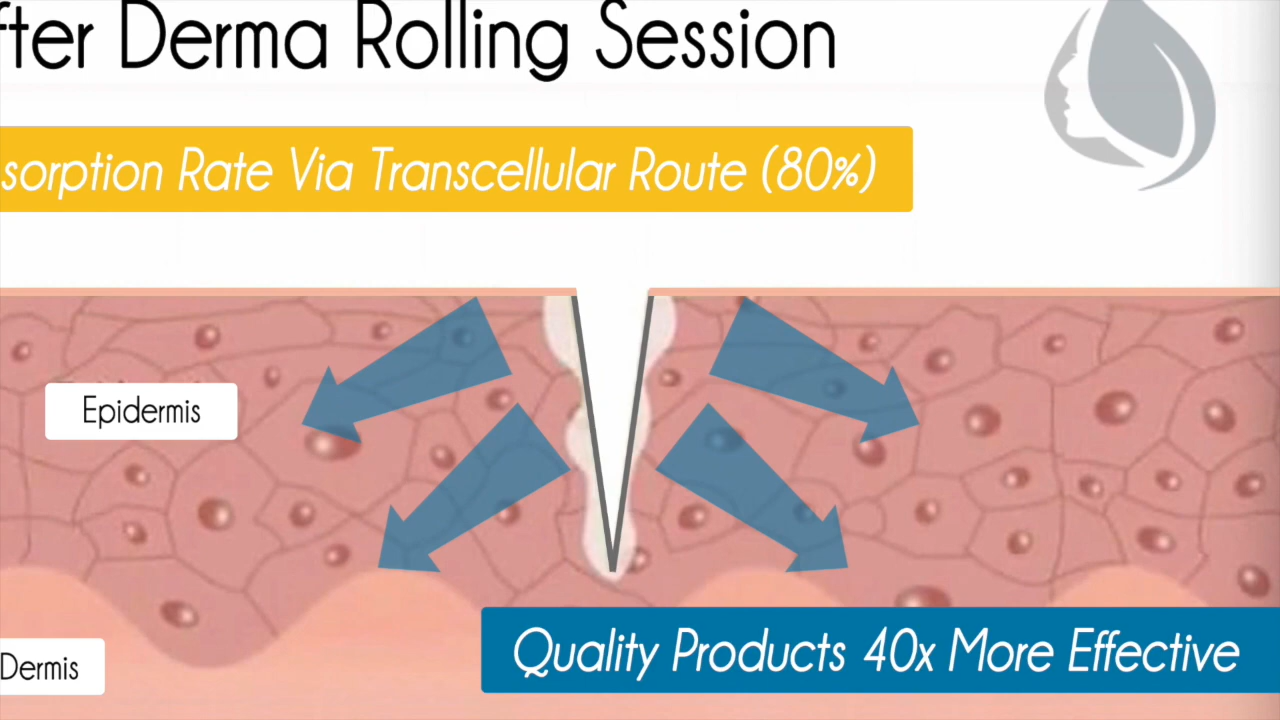 fter Derma Rolling Session
sorption Rate Via Transcellular Route (80%)
Epidermis
Dermis
Quality Products 40x More Effective